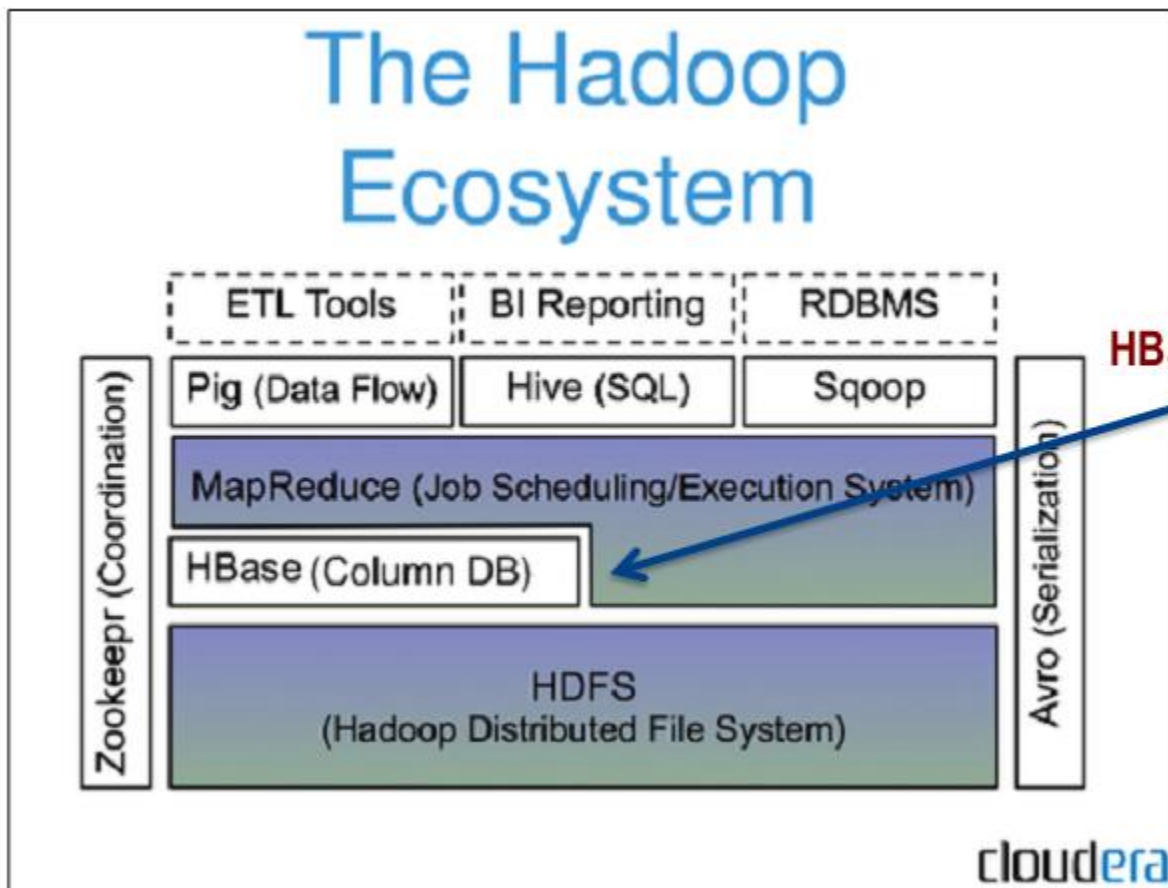 The Hadoop
Ecosystem
ETL Tools
BI Reporting
RDBMS
HB
Pig (Data Flow)
Hive (SQL)
Sqoop
Zookeepr (Coordination)
MapReduce (Job Scheduling/Execution System)
HBase (Column DB)
HDFS
(Hadoop Distributed File System)
Avro (Serialization)
cloudera